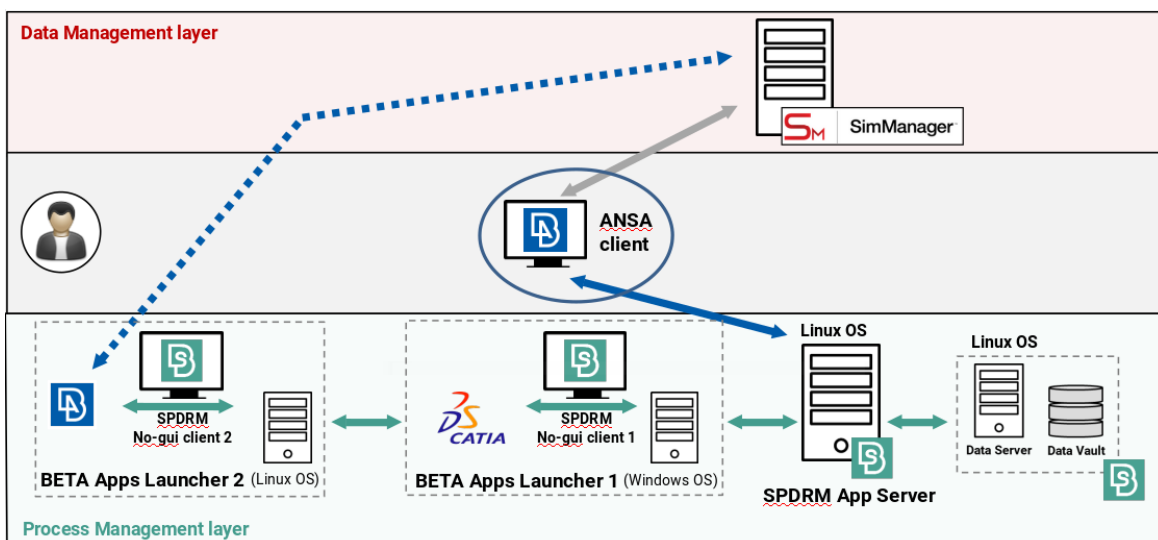 Data Management layer
SM SimManager
ANSA
client
Linux OS
Linux OS
SPDRM
No-gui client 2
CATIA
SPDRM
No-gui client 1
Data Server
Data Vault
BETA Apps Launcher 2 (Linux OS)
BETA Apps Launcher 1 (Windows OS)
SPDRM App Server
Process Management layer